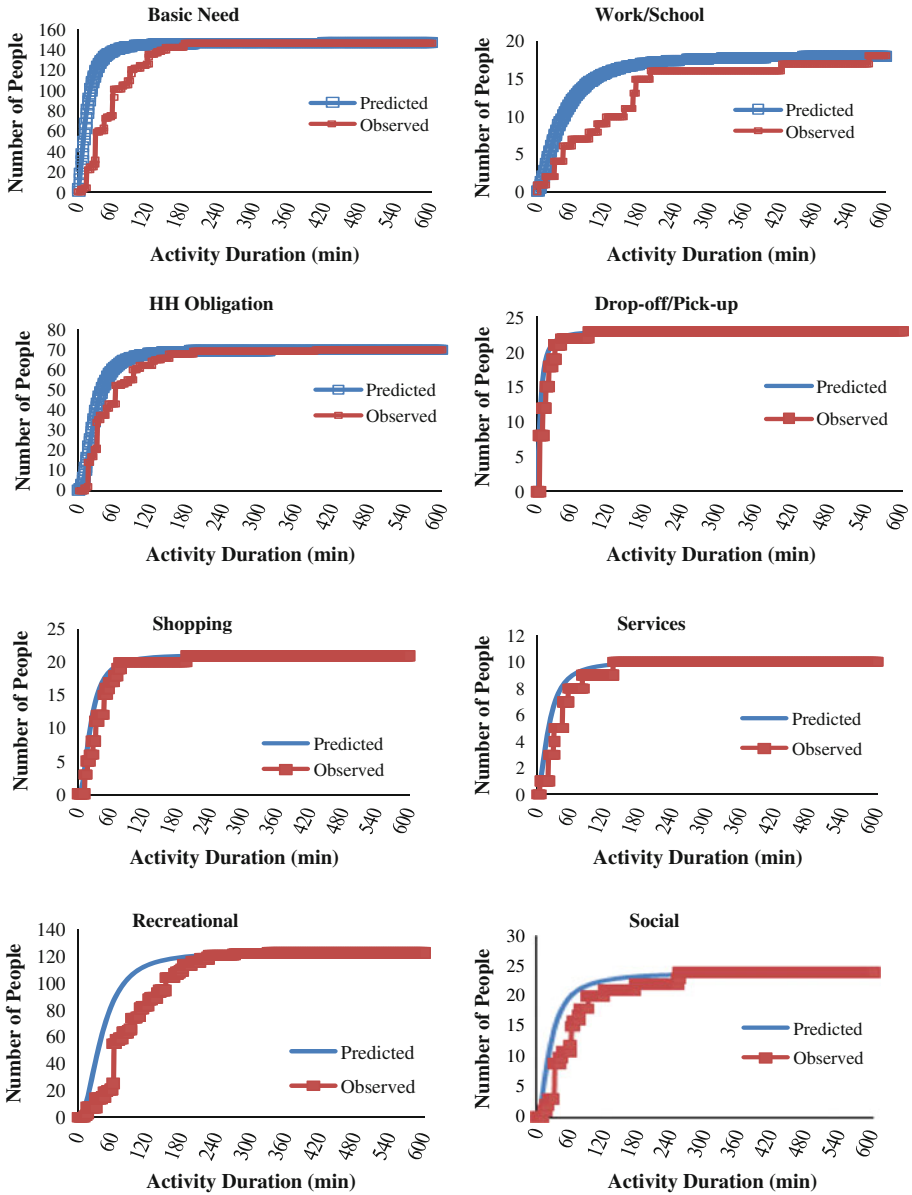 Basic Need
Number of People
160
140
120
100
80
60
40
20
0
Predicted
Observed
0 60 120 180 240 300 360 420 480 540 600
Activity Duration (min)
Work/School
Number of People
20
15
10
5
0
Predicted
Observed
0 60 120 180 240 300 360 420 480 540 600
Activity Duration (min)
HH Obligation
Number of People
80
70
60
50
40
30
20
10
0
Predicted
Observed
0 60 120 180 240 300 360 420 480 540 600
Activity Duration (min)
Drop-off/Pick-up
Number of People
25
20
15
10
5
0
Predicted
Observed
0 60 120 180 240 300 360 420 480 540 600
Activity Duration (min)
Shopping
Number of People
25
20
15
10
5
0
Predicted
Observed
0 60 120 180 240 300 360 420 480 540 600
Activity Duration (min)
Services
Number of People
12
10
8
6
4
2
0
Predicted
Observed
0 60 120 180 240 300 360 420 480 540 600
Activity Duration (min)
Recreational
Number of People
140
120
100
80
60
40
20
0
Predicted
Observed
0 60 120 180 240 300 360 420 480 540 600
Activity Duration (min)
Social
Number of People
30
25
20
15
10
5
0
Predicted
Observed
0 60 120 180 240 300 360 420 480 540 600
Activity Duration (min)